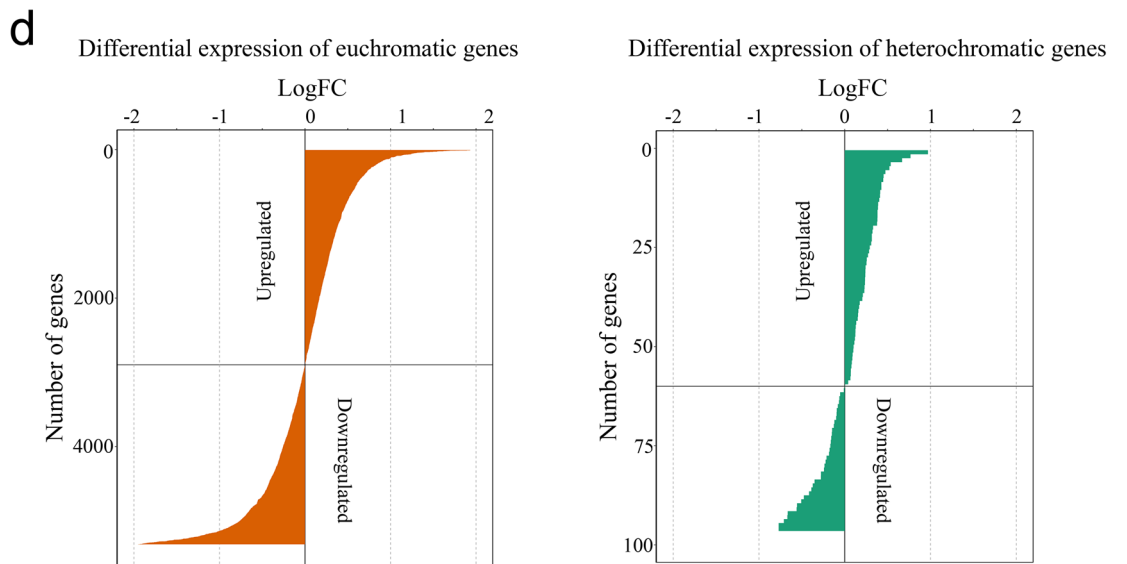 d
Differential expression of euchromatic genes
LogFC
-2 -1 0 1 2
0
2000
4000
Number of genes
Upregulated
Downregulated
Differential expression of heterochromatic genes
LogFC
-2 -1 0 1 2
0
25
50
75
100
Number of genes
Upregulated
Downregulated